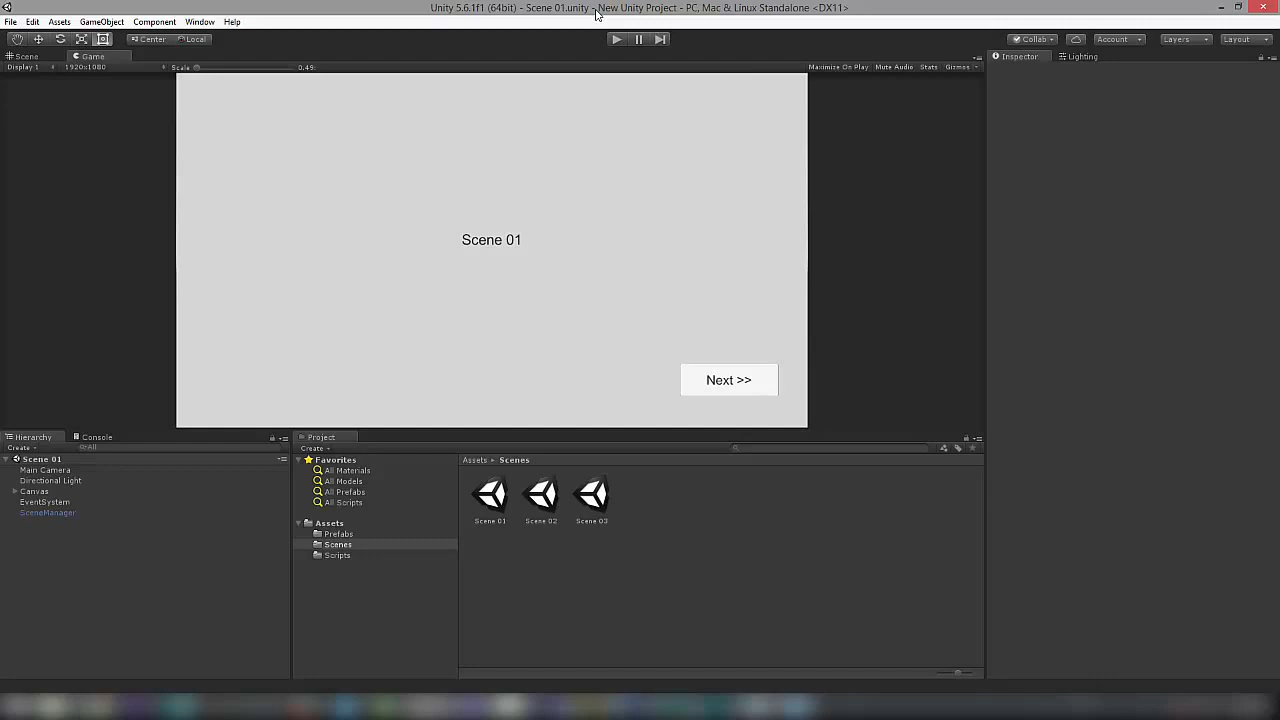 Unity 5.6.1f1 (64bit) - Scene 01.unity - New Unity Project - PC, Mac & Linux Standalone <DX11>
File Edit Assets GameObject Component Window Help
Center Local Collab Account Layers Layout
Scene Game Inspector Lighting
Display 1 1920x1080 Scale 0.49: Maximize On Play Mute Audio Stats Gizmos
Scene 01
Next >>
Hierarchy Console Project
Create All Create
Scene 01
Main Camera
Directional Light
Canvas
EventSystem
SceneManager
Favorites
All Materials
All Models
All Prefabs
All Scripts
Assets
Prefabs
Scenes
Scripts
Assets Scenes
Scene 01 Scene 02 Scene 03